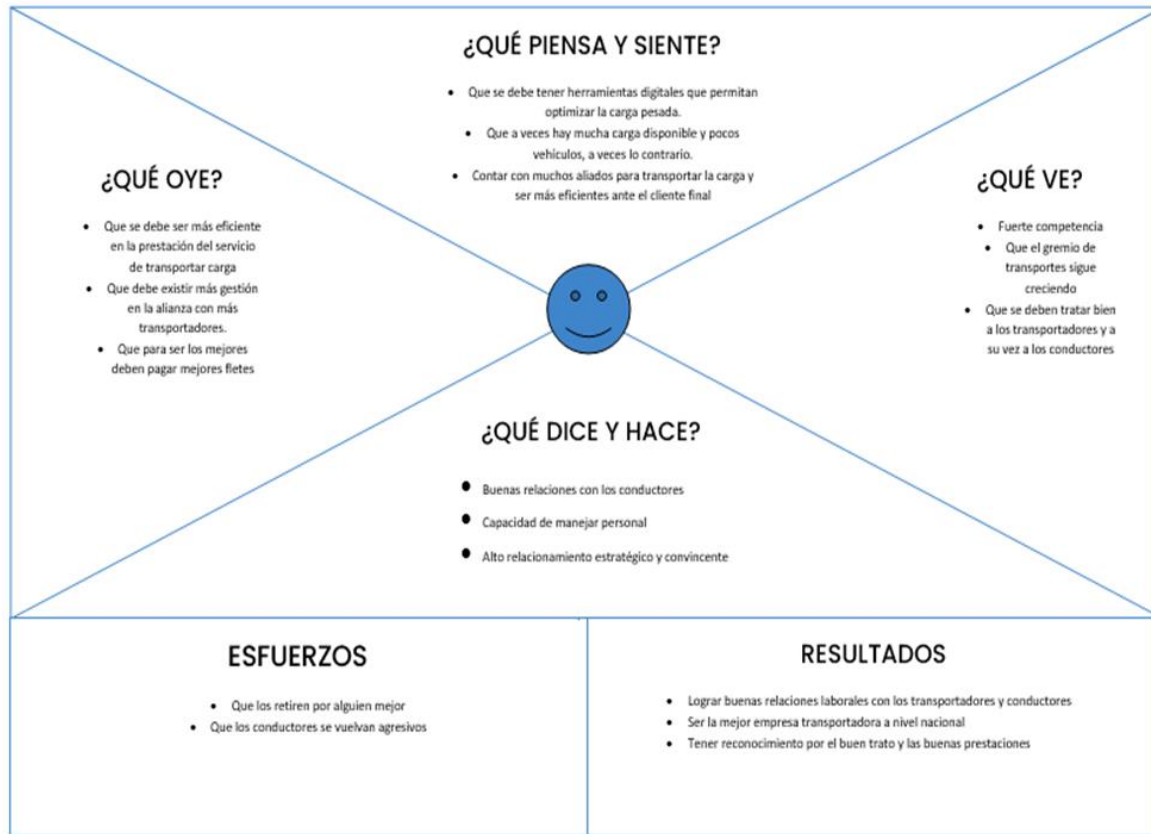 ¿QUÉ PIENSA Y SIENTE?
• Que se debe tener herramientas digitales que permitan
optimizar la carga pesada.
• Que a veces hay mucha carga disponible y pocos
vehículos, a veces lo contrario.
• Contar con muchos aliados para transportar la carga y
ser más eficientes ante el cliente final
¿QUÉ OYE?
• Que se debe ser más eficiente
en la prestación del servicio
de transportar carga
• Que debe existir más gestión
en la alianza con más
transportadores.
• Que para ser los mejores
deben pagar mejores fletes
¿QUÉ VE?
• Fuerte competencia
• Que el gremio de
transportes sigue
creciendo
• Que se deben tratar bien
a los transportadores y a
su vez a los conductores
¿QUÉ DICE Y HACE?
• Buenas relaciones con los conductores
• Capacidad de manejar personal
• Alto relacionamiento estratégico y convincente
ESFUERZOS
• Que los retiren por alguien mejor
• Que los conductores se vuelvan agresivos
RESULTADOS
• Lograr buenas relaciones laborales con los transportadores y conductores
• Ser la mejor empresa transportadora a nivel nacional
• Tener reconocimiento por el buen trato y las buenas prestaciones